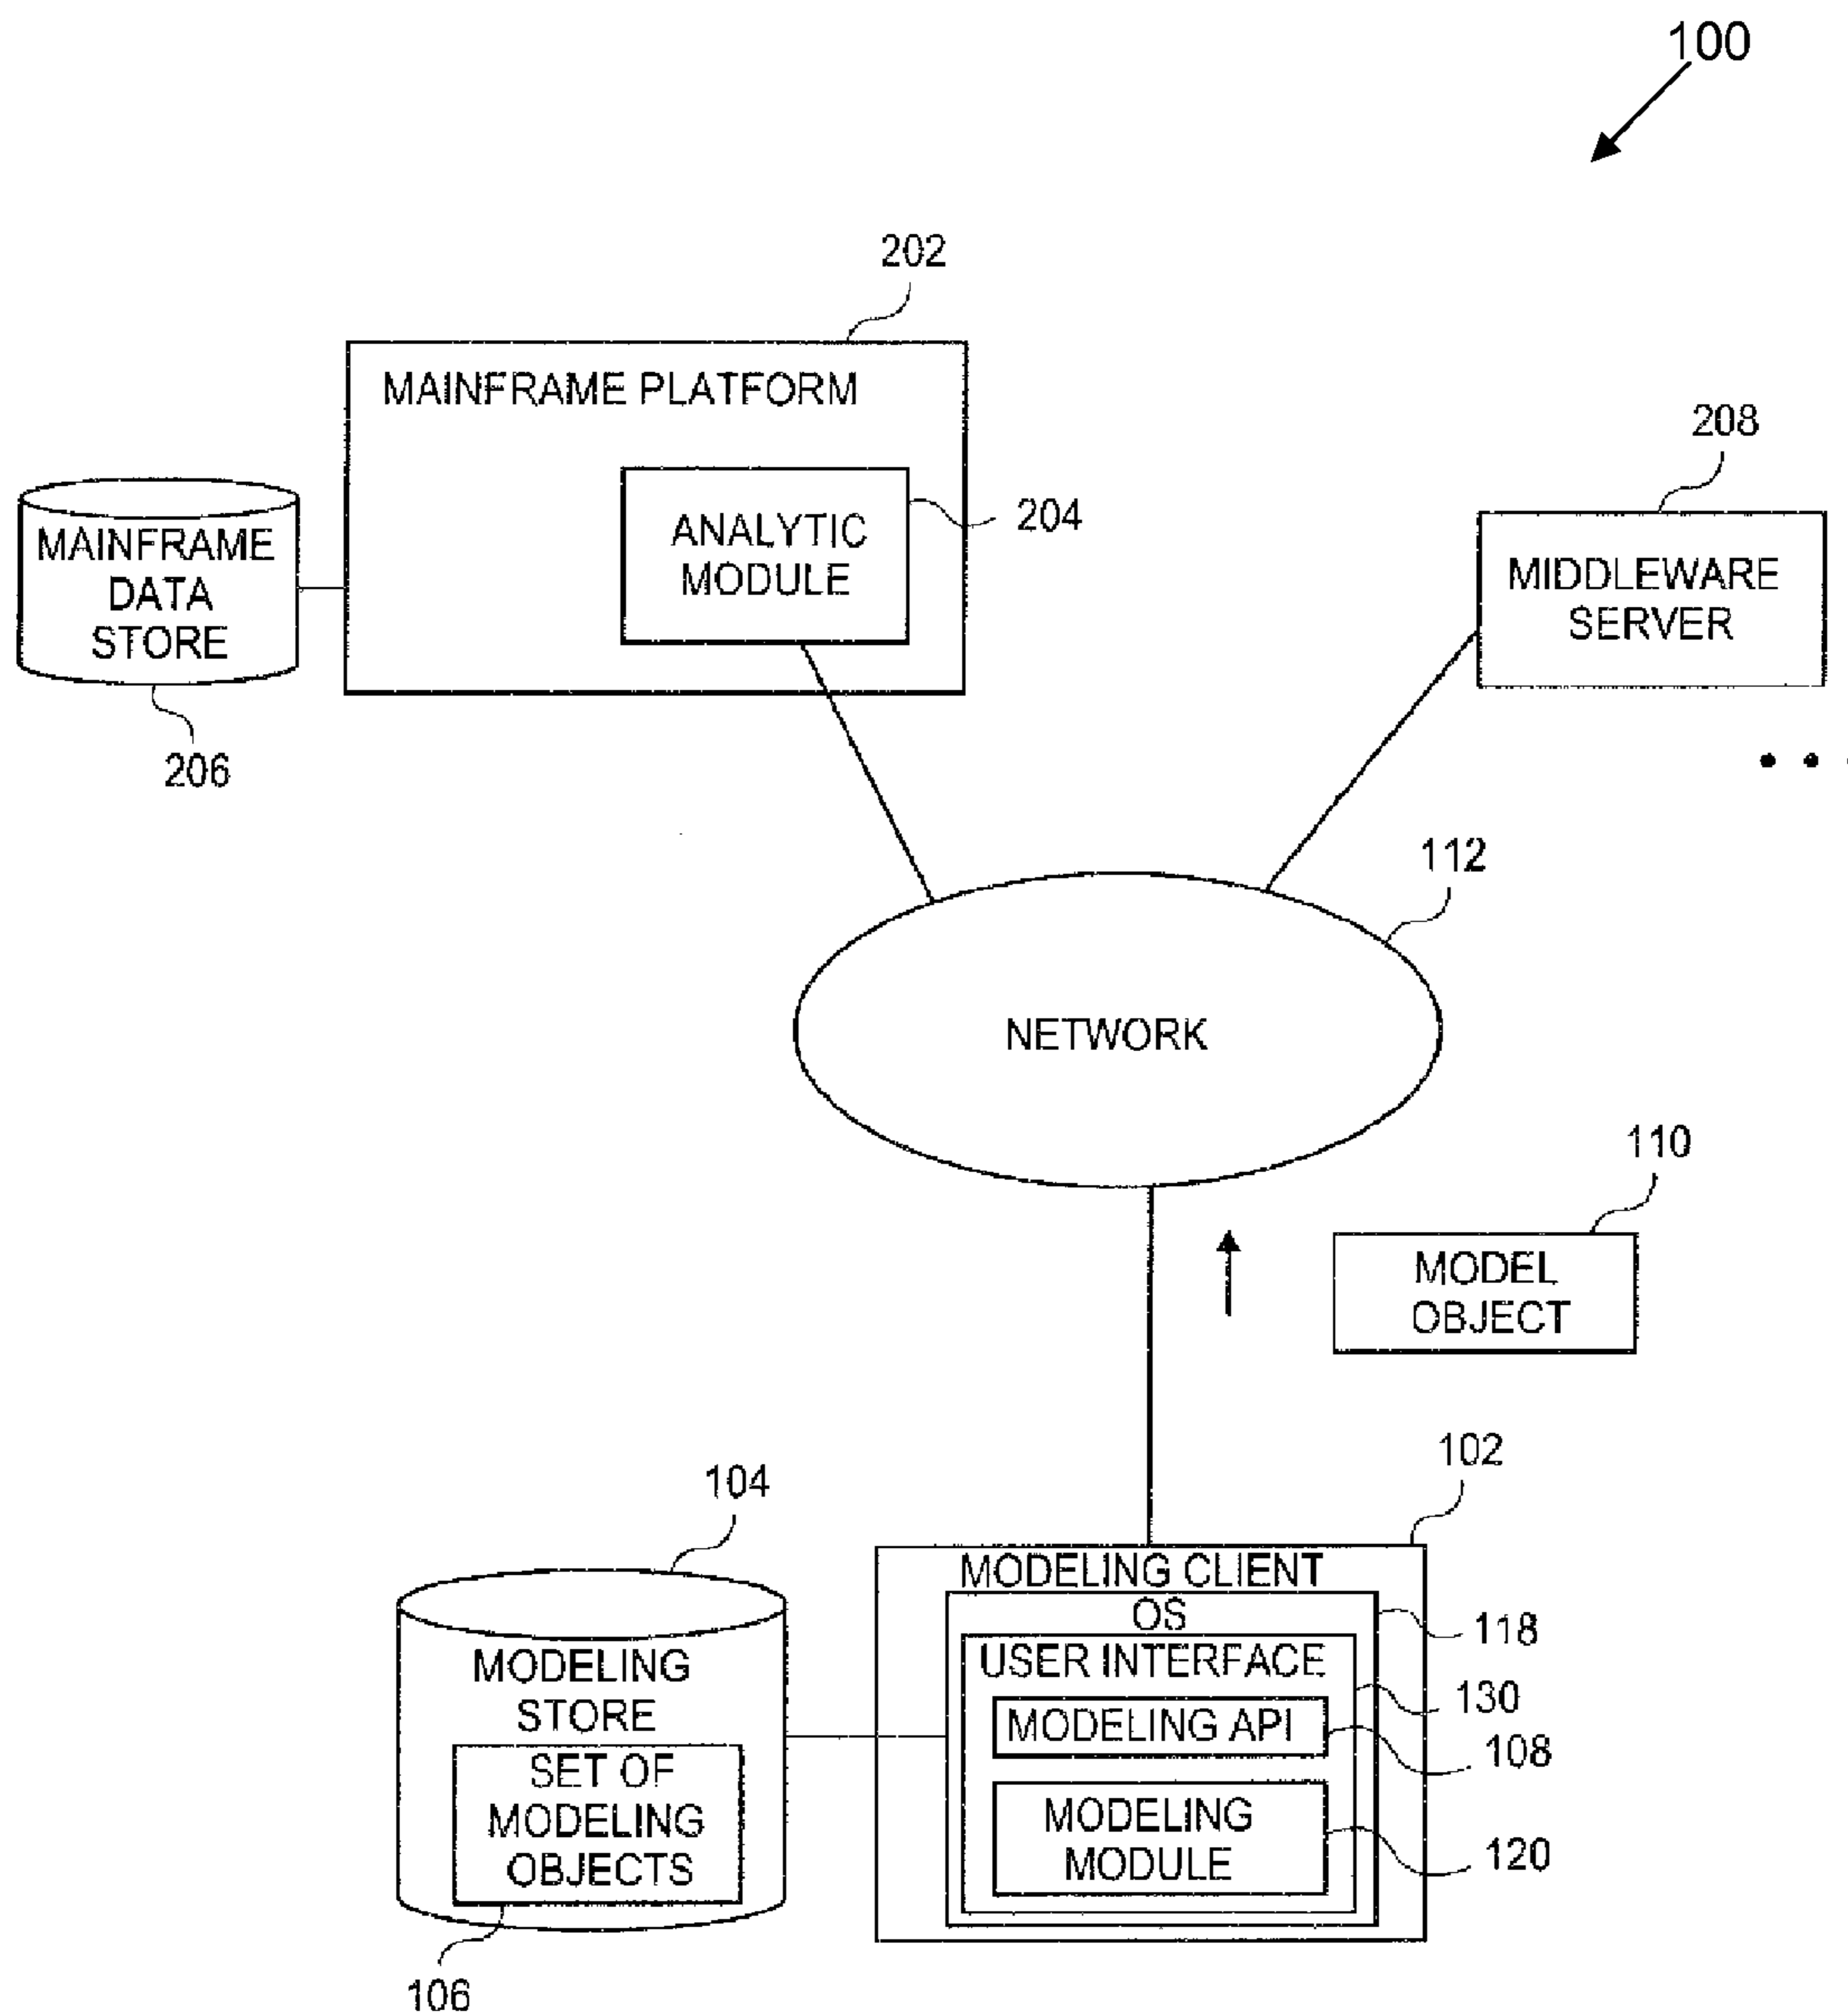 100
202
MAINFRAME PLATFORM
208
ANALYTIC
MODULE
204
MAINFRAME
DATA
STORE
206
MIDDLEWARE
SERVER
112
NETWORK
110
MODEL
OBJECT
102
104
MODELING CLIENT
OS
118
USER INTERFACE
130
MODELING API
108
MODELING
MODULE
120
MODELING
STORE
SET OF
MODELING
OBJECTS
106